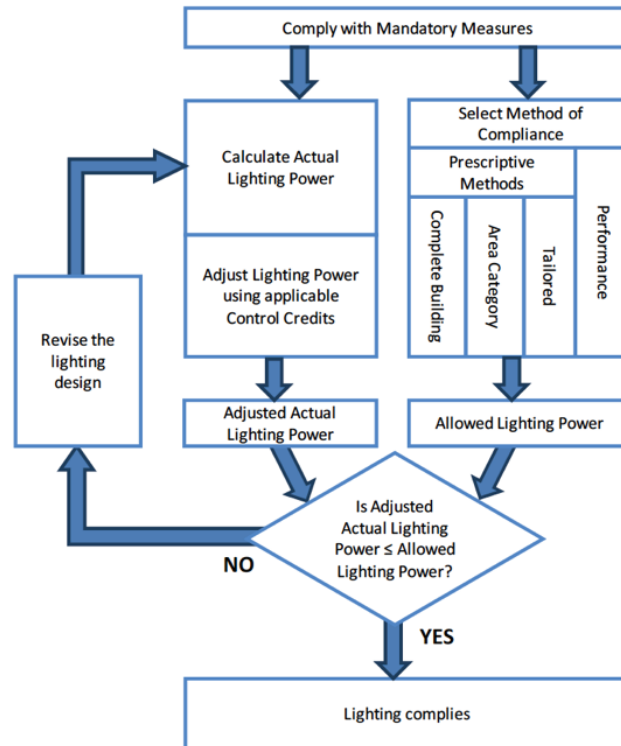 Comply with Mandatory Measures
Calculate Actual
Lighting Power
Adjust Lighting Power
using applicable
Control Credits
Select Method of
Compliance
Prescriptive
Methods
Complete Building
Area Category
Tailored
Performance
Revise the
lighting
design
Adjusted Actual
Lighting Power
Allowed Lighting Power
Is Adjusted
Actual Lighting
Power ≤ Allowed
Lighting Power?
NO
YES
Lighting complies